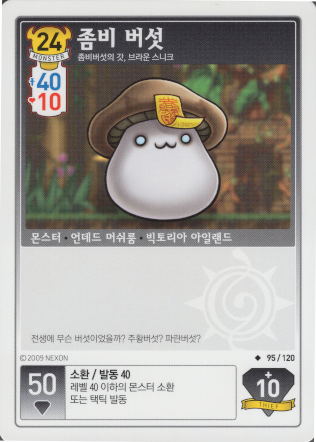 24
MONSTER
좀비 버섯
좀비버섯의 갓, 브라운 스니크
40
10
몬스터 · 언데드 머쉬룸 · 빅토리아 아일랜드
전생에 무슨 버섯이었을까? 주황버섯? 파란버섯?
©2009 NEXON
◆ 95/120
50
소환 / 발동 40
레벨 40 이하의 몬스터 소환
또는 택틱 발동
+
10
THIEF